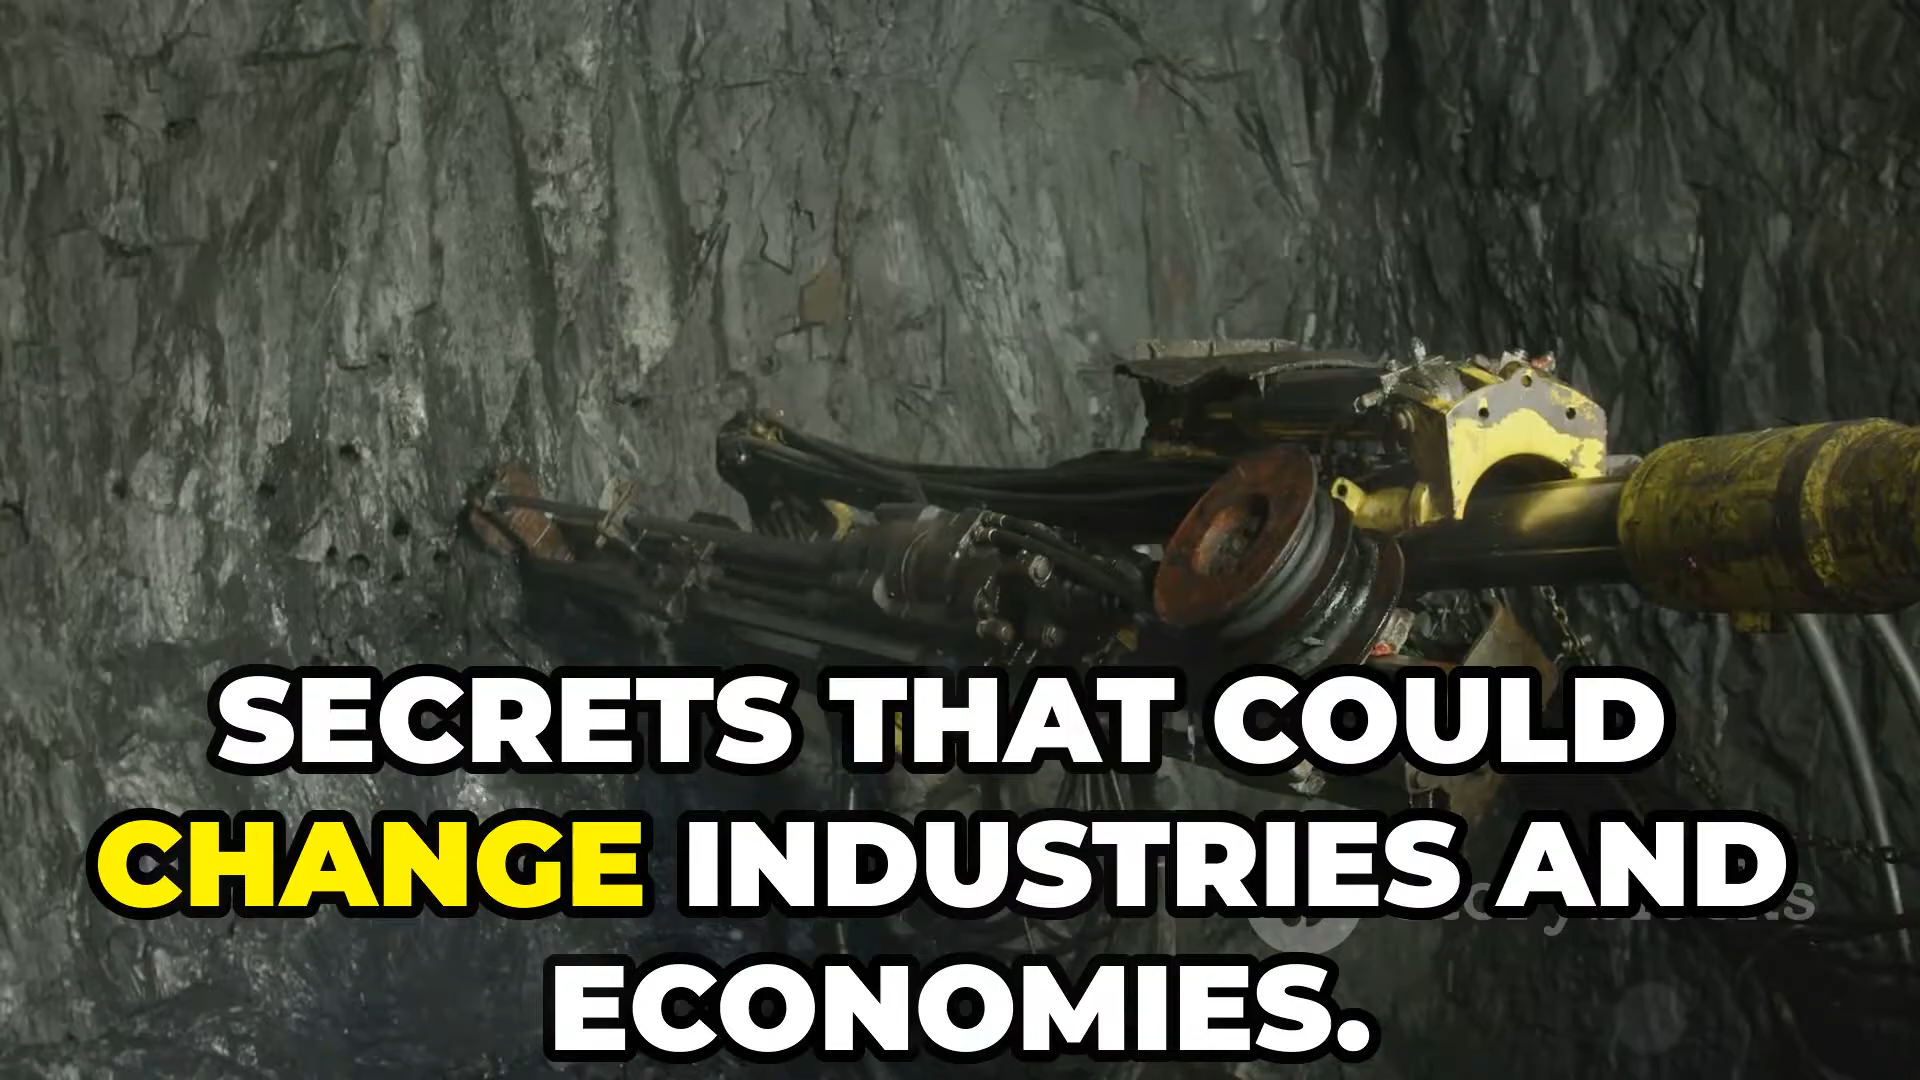 SECRETS THAT COULD
CHANGE INDUSTRIES AND
ECONOMIES.